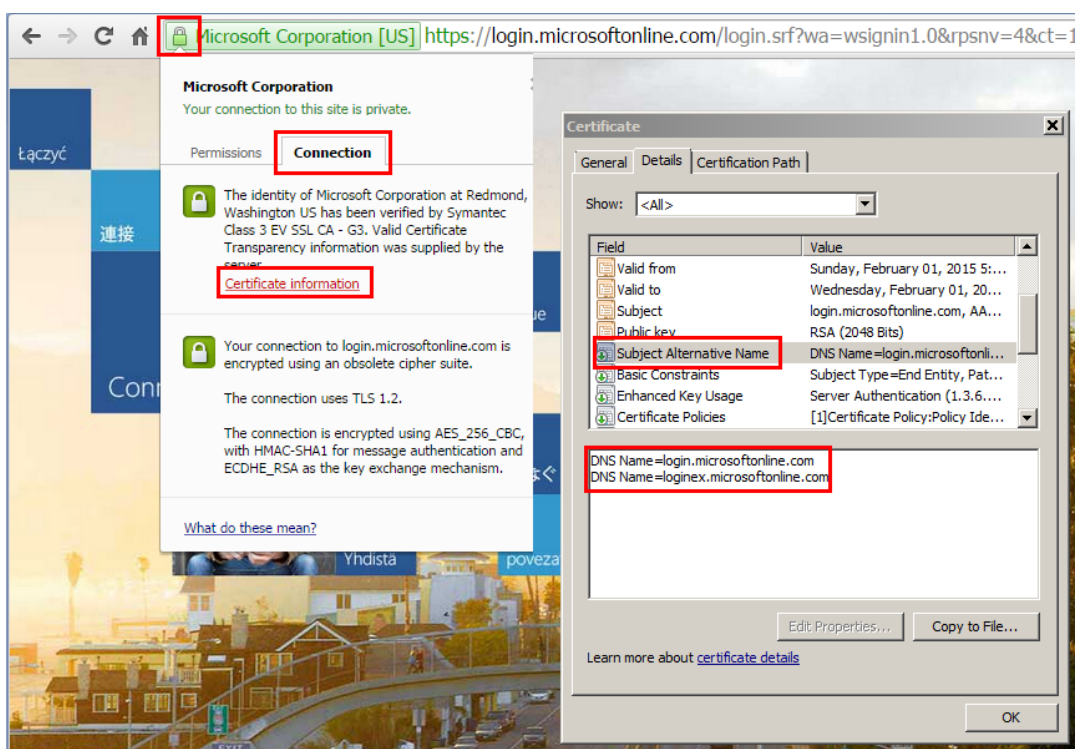 Microsoft Corporation [US] https://login.microsoftonline.com/login.srf?wa=wsignin1.0&rpsnv=4&ct=1
Microsoft Corporation
Your connection to this site is private.
Permissions
Connection
The identity of Microsoft Corporation at Redmond,
Washington US has been verified by Symantec
Class 3 EV SSL CA - G3. Valid Certificate
Transparency information was supplied by the
server.
Certificate information
Your connection to login.microsoftonline.com is
encrypted using an obsolete cipher suite.
The connection uses TLS 1.2.
The connection is encrypted using AES_256_CBC,
with HMAC-SHA1 for message authentication and
ECDHE_RSA as the key exchange mechanism.
What do these mean?
Łączyć
連接
Conn
ue
ぐ
Yhdistä
poveza
EXIT
Certificate
General
Details
Certification Path
Show:
<All>
Field Value
Valid from Sunday, February 01, 2015 5:...
Valid to Wednesday, February 01, 20...
Subject login.microsoftonline.com, AA...
Public key RSA (2048 Bits)
Subject Alternative Name DNS Name=login.microsoftonli...
Basic Constraints Subject Type=End Entity, Pat...
Enhanced Key Usage Server Authentication (1.3.6....
Certificate Policies [1]Certificate Policy:Policy Ide...
DNS Name=login.microsoftonline.com
DNS Name=loginex.microsoftonline.com
Edit Properties...
Copy to File...
Learn more about certificate details
OK